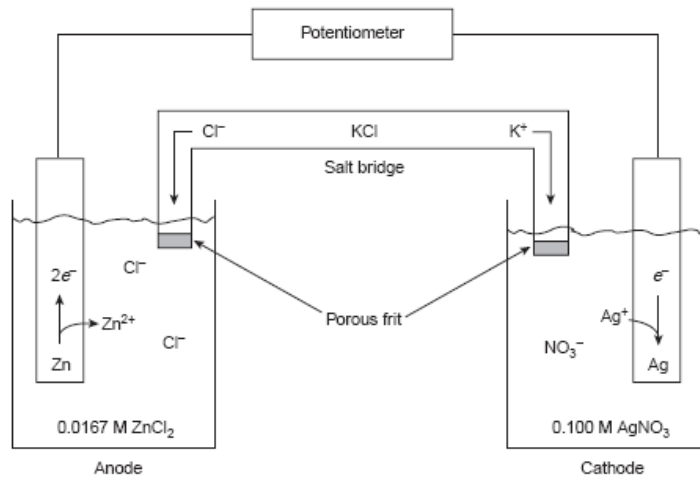 Potentiometer
Cl⁻
KCl
K⁺
Salt bridge
Cl⁻
2e⁻
Zn²⁺
Cl⁻
Zn
Porous frit
e⁻
Ag⁺
NO₃⁻
Ag
0.0167 M ZnCl₂
0.100 M AgNO₃
Anode
Cathode